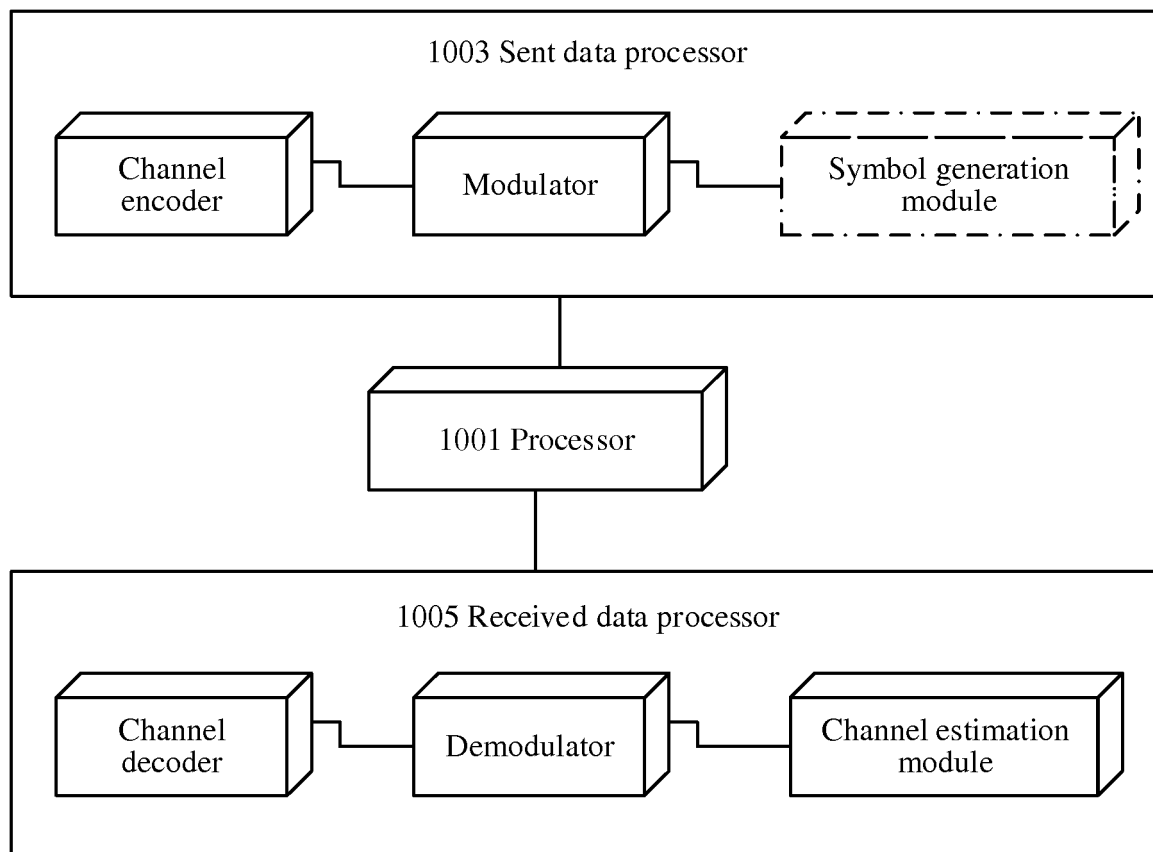 1003 Sent data processor
Channel
encoder
Modulator
Symbol generation
module
1001 Processor
1005 Received data processor
Channel
decoder
Demodulator
Channel estimation
module